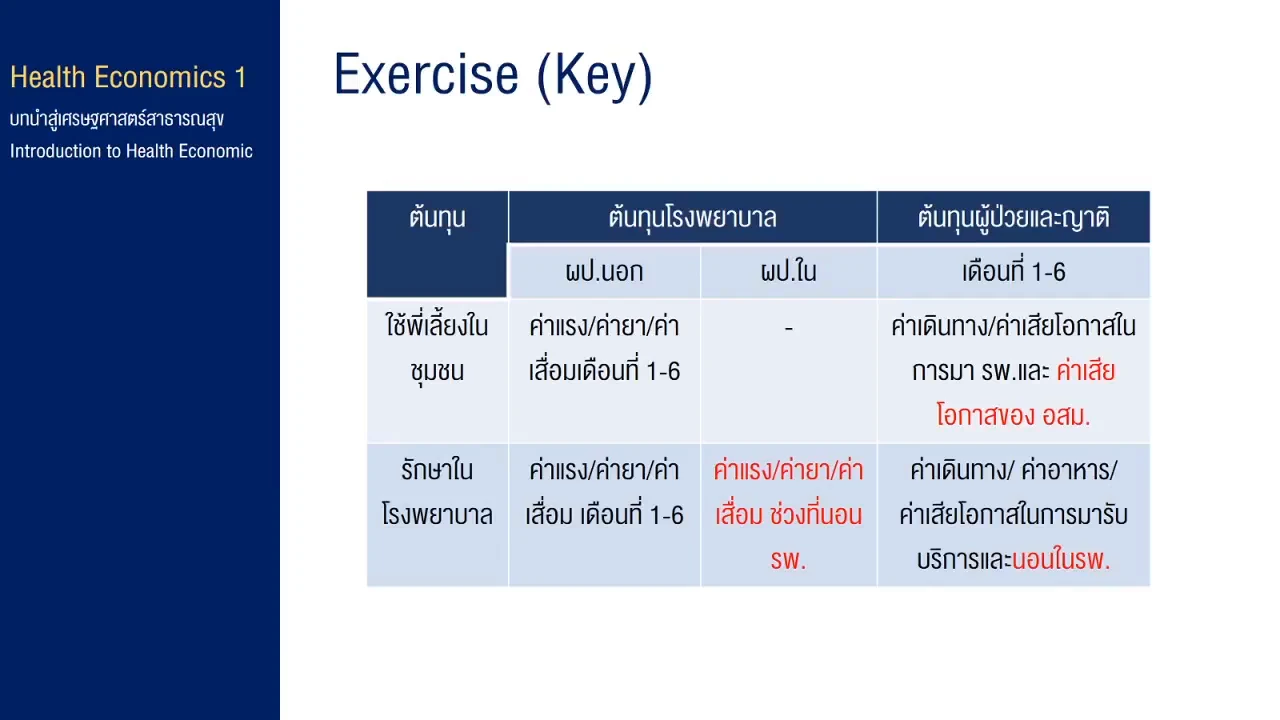 Health Economics 1
บทนำสู่เศรษฐศาสตร์สาธารณสุข
Introduction to Health Economic
Exercise (Key)
ต้นทุน
ต้นทุนโรงพยาบาล
ต้นทุนผู้ป่วยและญาติ
ผป.นอก
ผป.ใน
เดือนที่ 1-6
ใช้พี่เลี้ยงใน
ชุมชน
ค่าแรง/ค่ายา/ค่า
เสื่อมเดือนที่ 1-6
-
ค่าเดินทาง/ค่าเสียโอกาสใน
การมา รพ.และ ค่าเสีย
โอกาสของ อสม.
รักษาใน
โรงพยาบาล
ค่าแรง/ค่ายา/ค่า
เสื่อม เดือนที่ 1-6
ค่าแรง/ค่ายา/ค่า
เสื่อม ช่วงที่นอน
รพ.
ค่าเดินทาง/ ค่าอาหาร/
ค่าเสียโอกาสในการมารับ
บริการและนอนในรพ.